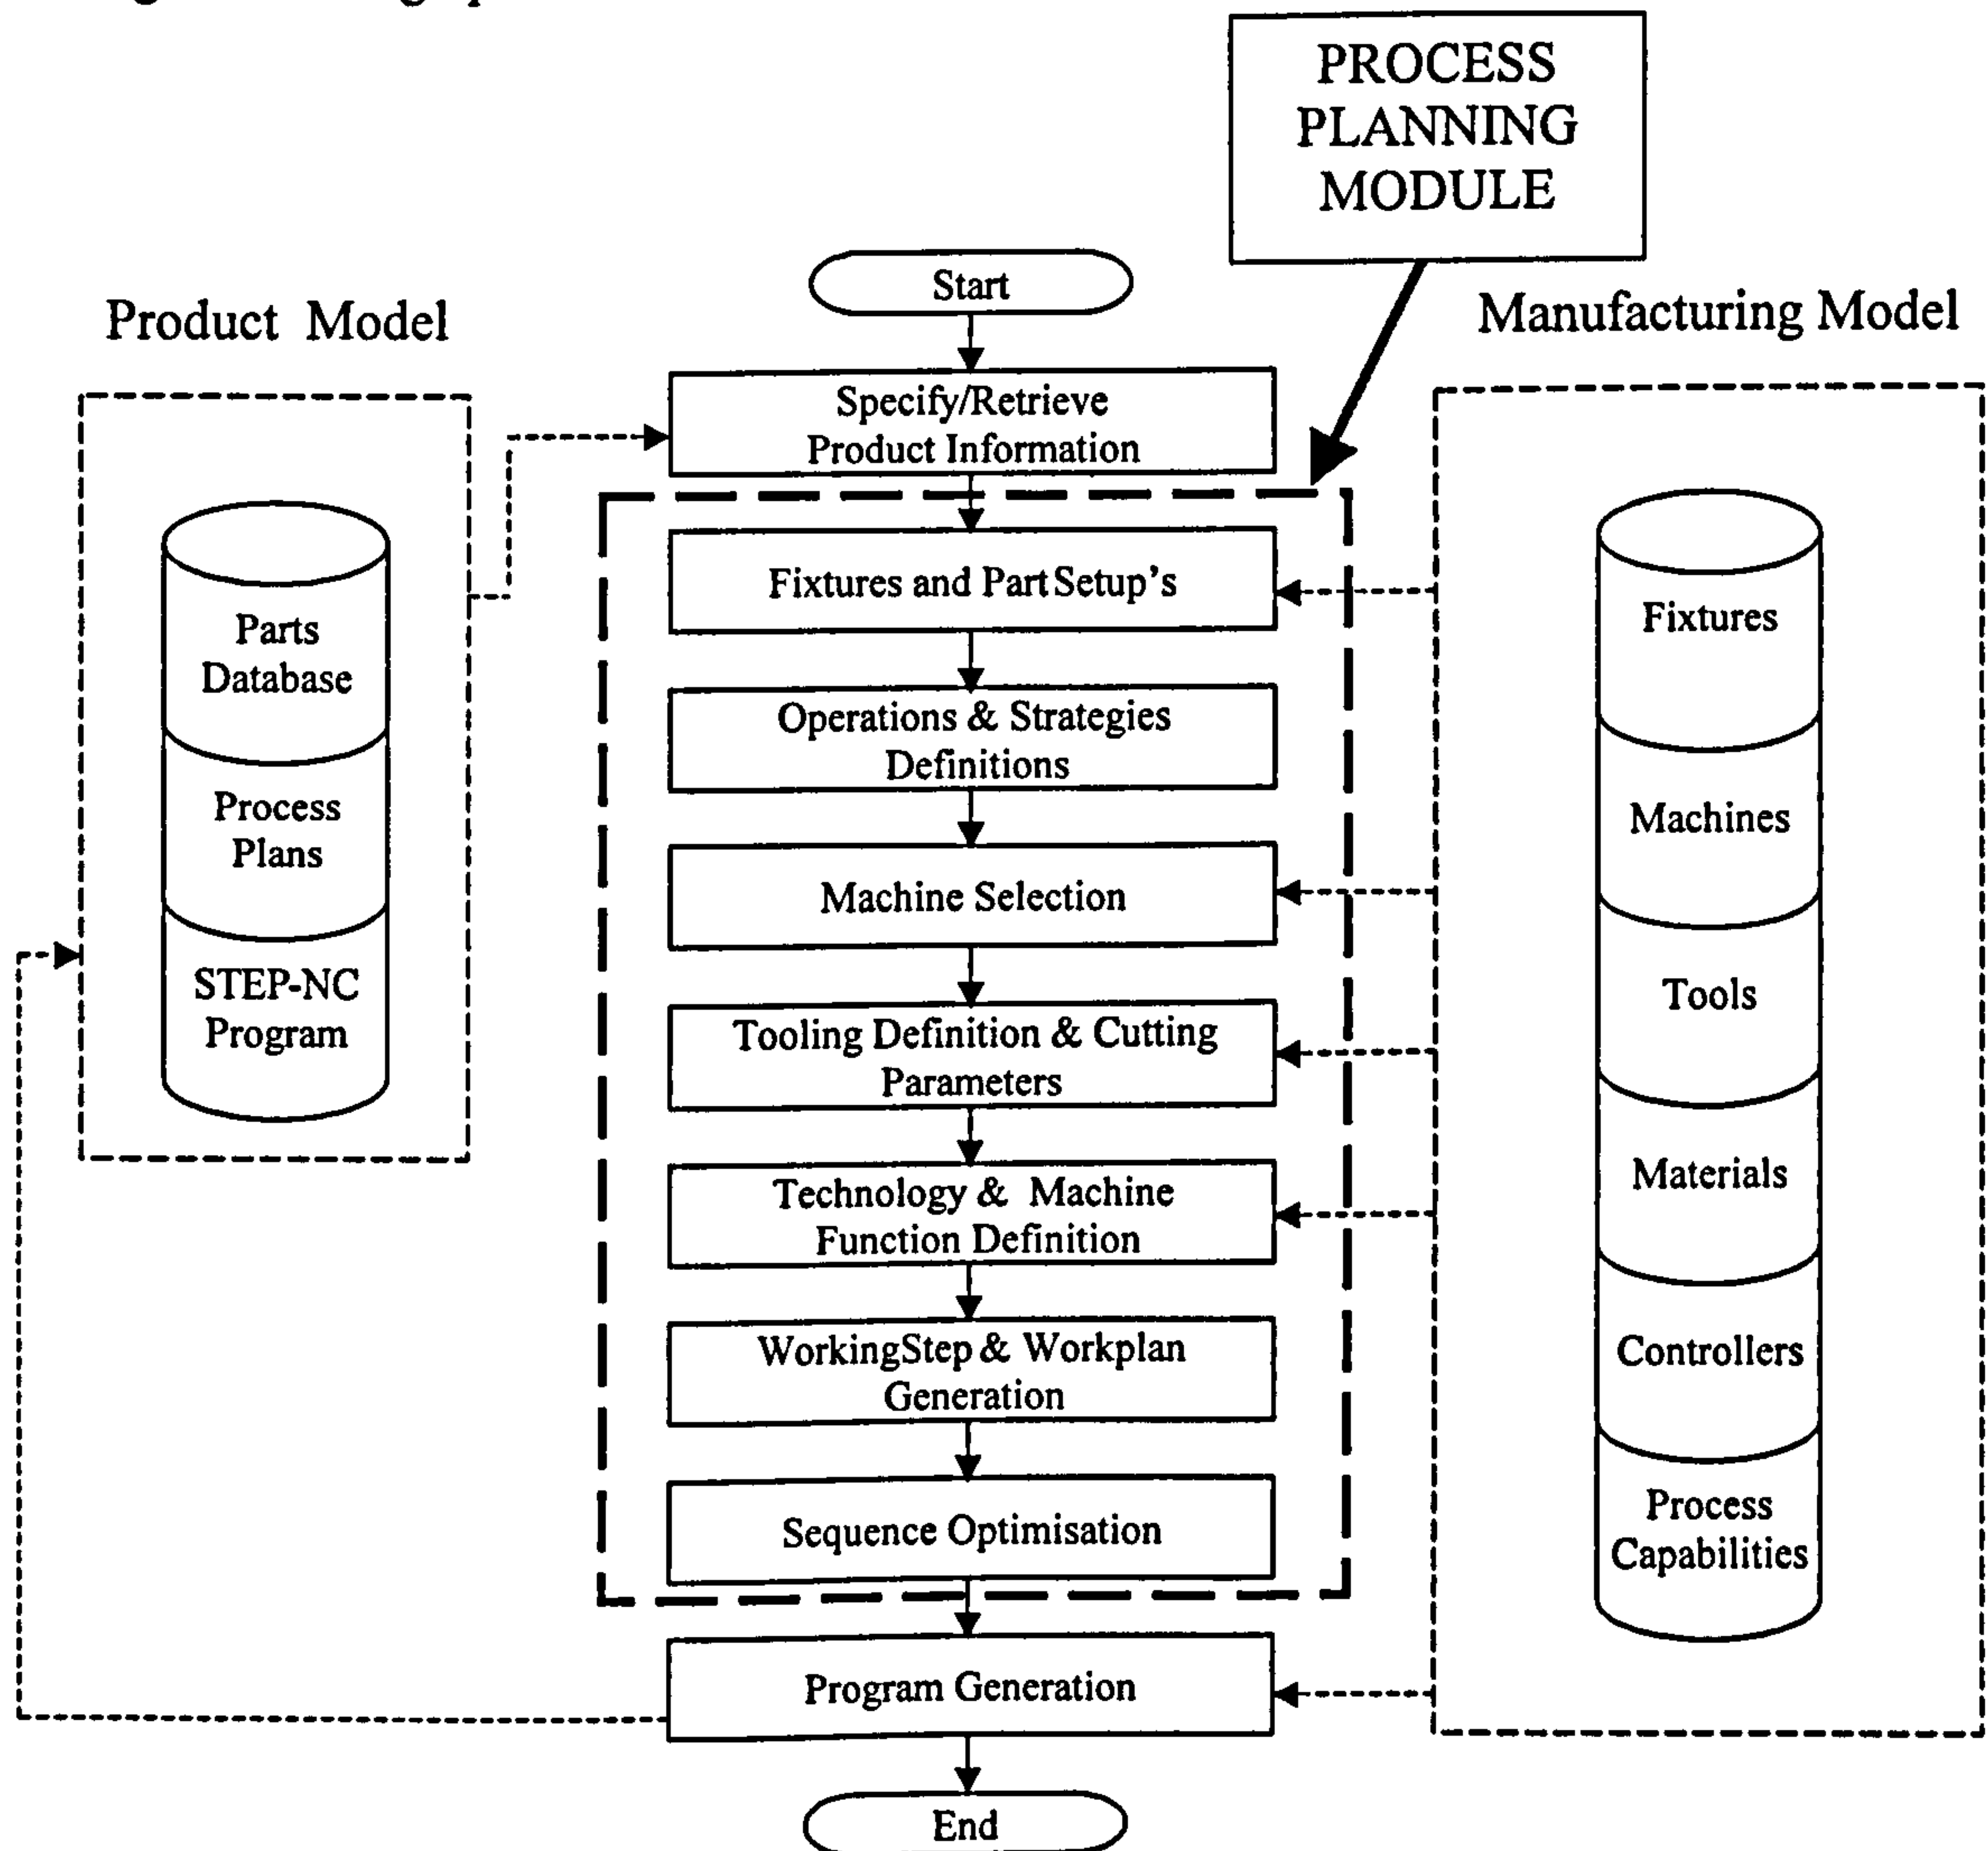 PROCESS
PLANNING
MODULE
Start
Product Model
Manufacturing Model
Specify/Retrieve
Product Information
Fixtures and Part Setup's
Operations & Strategies
Definitions
Machine Selection
Tooling Definition & Cutting
Parameters
Technology & Machine
Function Definition
WorkingStep & Workplan
Generation
Sequence Optimisation
Program Generation
End
Parts
Database
Process
Plans
STEP-NC
Program
Fixtures
Machines
Tools
Materials
Controllers
Process
Capabilities